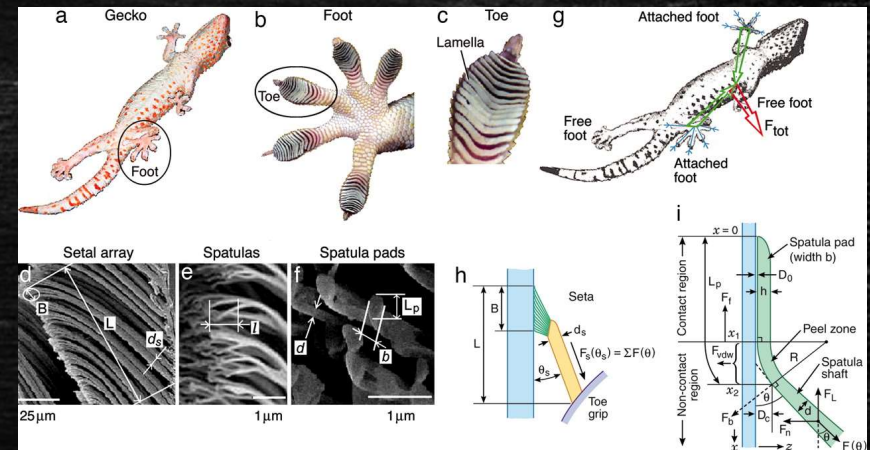 a Gecko
Foot
b Foot
Toe
c Toe
Lamella
g Attached foot
Free foot
Free foot
F_tot
Attached foot
Setal array
d
B
L
d_s
25 μm
Spatulas
e
l
1μm
Spatula pads
f
L_p
d
b
1μm
h
Seta
B
L
d_s
θ_s
F_s(θ_s) = ΣF(θ)
Toe grip
i
x = 0
Spatula pad
(width b)
Contact region
L_p
D_0
h
F_f
x_1
Peel zone
F_vdw
R
Spatula shaft
Non-contact region
x_2
θ
F_L
F_b
D_c
d
F_n
θ
x
z
F(θ)